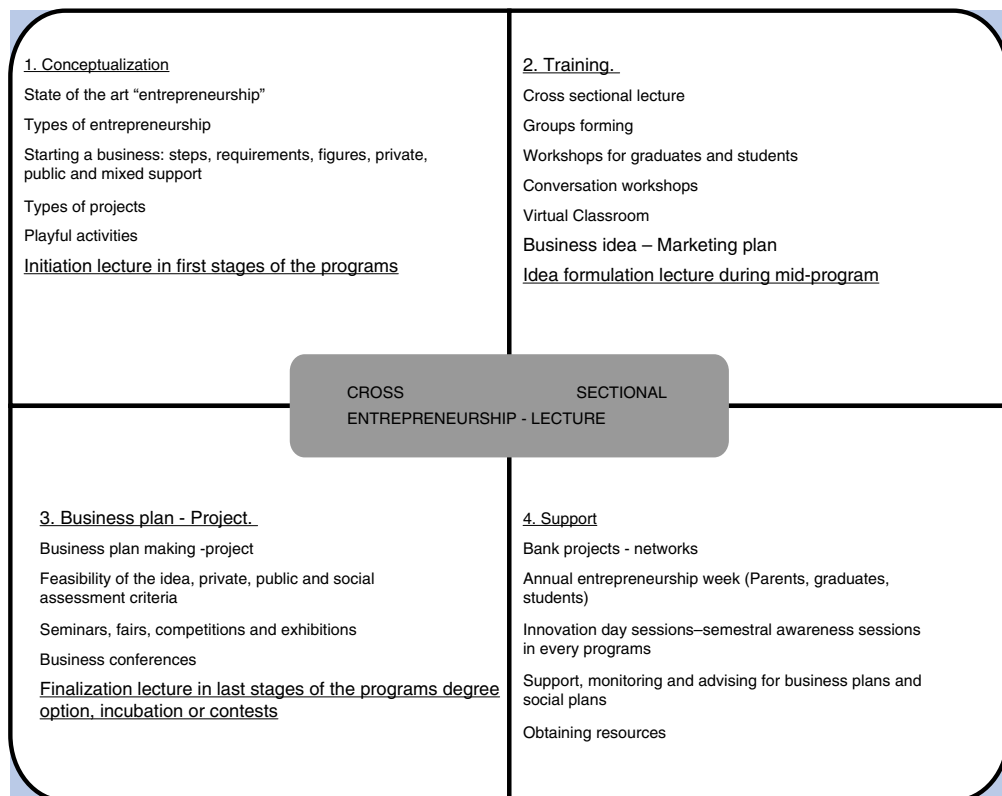 1. Conceptualization
State of the art “entrepreneurship”
Types of entrepreneurship
Starting a business: steps, requirements, figures, private,
public and mixed support
Types of projects
Playful activities
Initiation lecture in first stages of the programs
2. Training.
Cross sectional lecture
Groups forming
Workshops for graduates and students
Conversation workshops
Virtual Classroom
Business idea – Marketing plan
Idea formulation lecture during mid-program
CROSS SECTIONAL
ENTREPRENEURSHIP - LECTURE
3. Business plan - Project.
Business plan making -project
Feasibility of the idea, private, public and social
assessment criteria
Seminars, fairs, competitions and exhibitions
Business conferences
Finalization lecture in last stages of the programs degree
option, incubation or contests
4. Support
Bank projects - networks
Annual entrepreneurship week (Parents, graduates,
students)
Innovation day sessions–semestral awareness sessions
in every programs
Support, monitoring and advising for business plans and
social plans
Obtaining resources